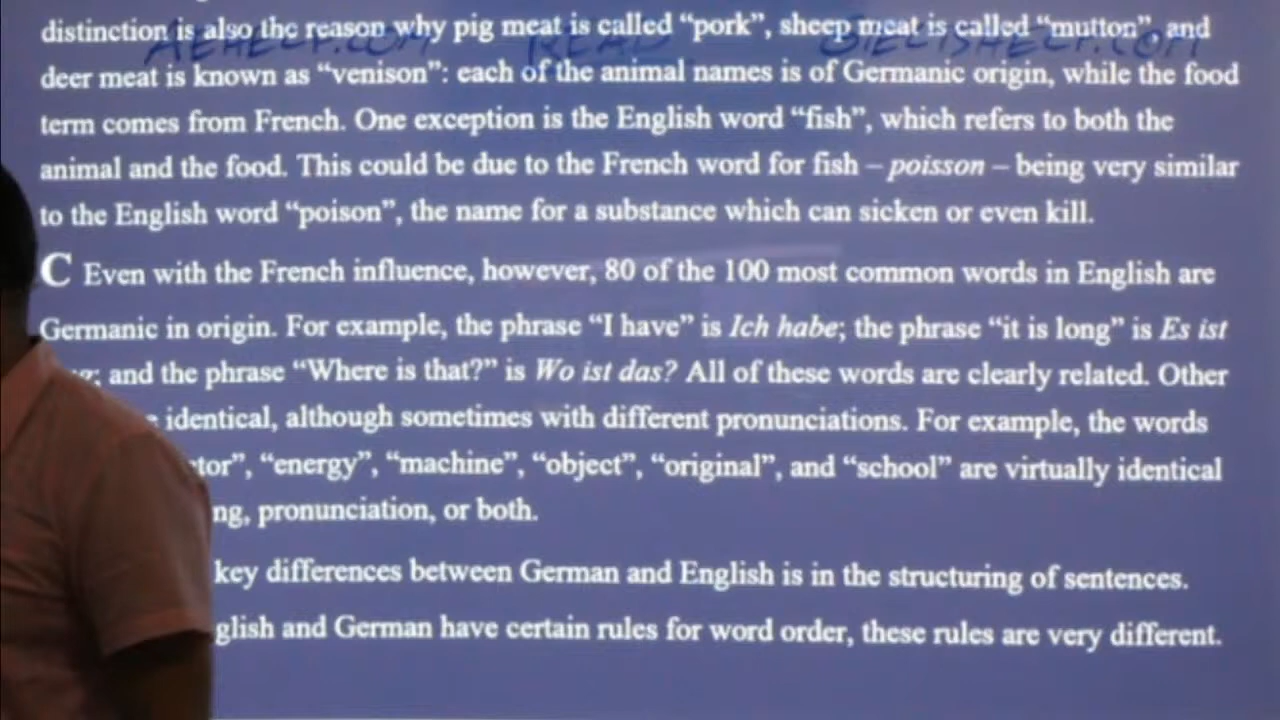 distinction is also the reason why pig meat is called “pork”, sheep meat is called “mutton”, and
deer meat is known as “venison”: each of the animal names is of Germanic origin, while the food
term comes from French. One exception is the English word “fish”, which refers to both the
animal and the food. This could be due to the French word for fish – poisson – being very similar
to the English word “poison”, the name for a substance which can sicken or even kill.
C Even with the French influence, however, 80 of the 100 most common words in English are
Germanic in origin. For example, the phrase “I have” is Ich habe; the phrase “it is long” is Es ist
and the phrase “Where is that?” is Wo ist das? All of these words are clearly related. Other
identical, although sometimes with different pronunciations. For example, the words
“energy”, “machine”, “object”, “original”, and “school” are virtually identical
pronunciation, or both.
key differences between German and English is in the structuring of sentences.
and German have certain rules for word order, these rules are very different.